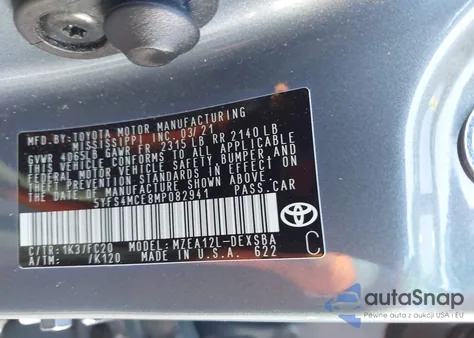 MFD.BY:TOYOTA MOTOR MANUFACTURING
MISSISSIPPI INC. 03/21
GVWR 4065LB GAWR FR 2315 LB RR 2140 LB
THIS VEHICLE CONFORMS TO ALL APPLICABLE
FEDERAL MOTOR VEHICLE SAFETY, BUMPER, AND
THEFT PREVENTION STANDARDS IN EFFECT ON
THE DATE OF MANUFACTURE SHOWN ABOVE.
5YFS4MCE8MP082941 PASS.CAR
C/TR: 1K3/FC20 MODEL: MZEA12L-DEXSBA
A/TM: /K120 MADE IN U.S.A. 622
C
TOYOTA
autaSnap
Pewne auta z USA i EU